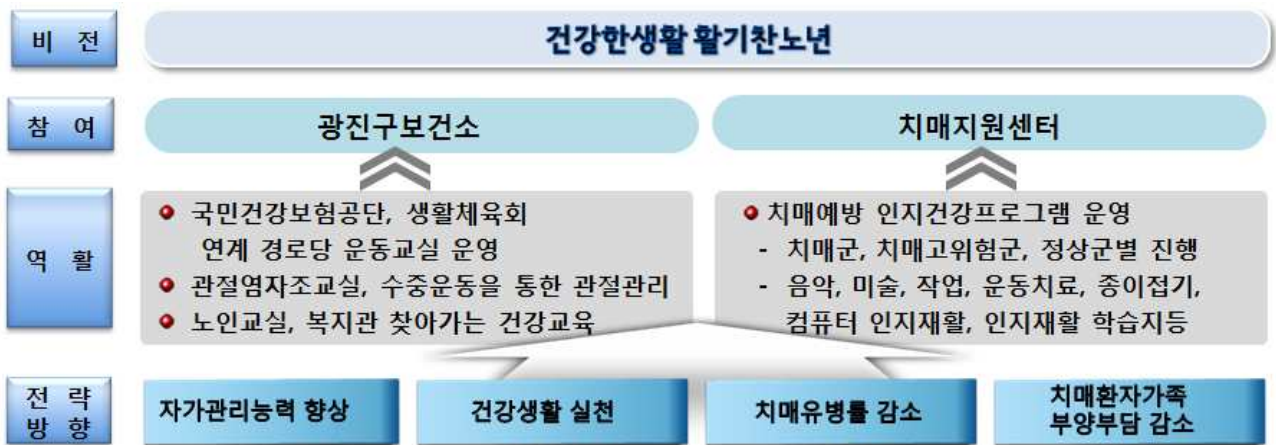 비 전
건강한생활 활기찬노년
참 여
광진구보건소
치매지원센터
역 활
국민건강보험공단, 생활체육회
연계 경로당 운동교실 운영
관절염자조교실, 수중운동을 통한 관절관리
노인교실, 복지관 찾아가는 건강교육
치매예방 인지건강프로그램 운영
- 치매군, 치매고위험군, 정상군별 진행
- 음악, 미술, 작업, 운동치료, 종이접기,
컴퓨터 인지재활, 인지재활 학습지등
전 략
방 향
자가관리능력 향상
건강생활 실천
치매유병률 감소
치매환자가족
부양부담 감소